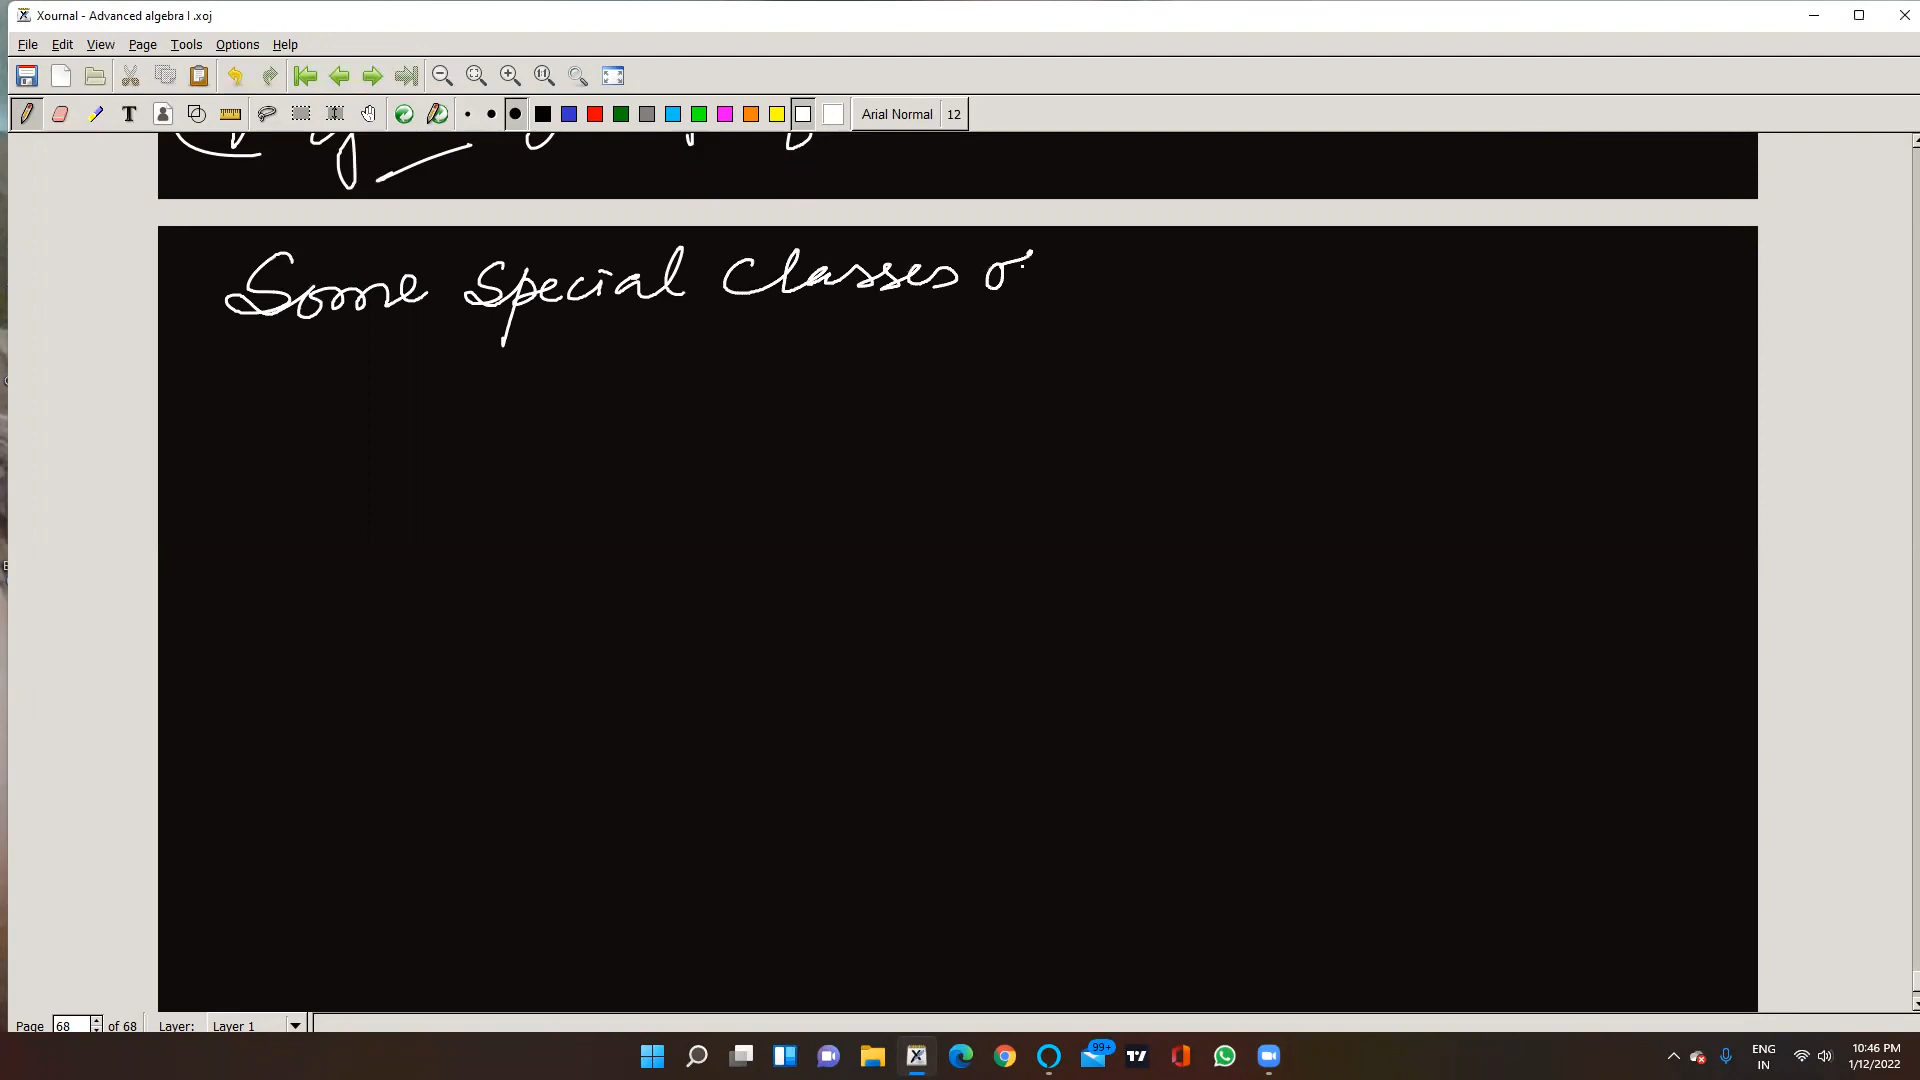 Xournal - Advanced algebra I .xoj
File Edit View Page Tools Options Help
Arial Normal 12
Some Special Classes o
Page 68 of 68 Layer: Layer 1
99+
ENG
IN
10:46 PM
1/12/2022